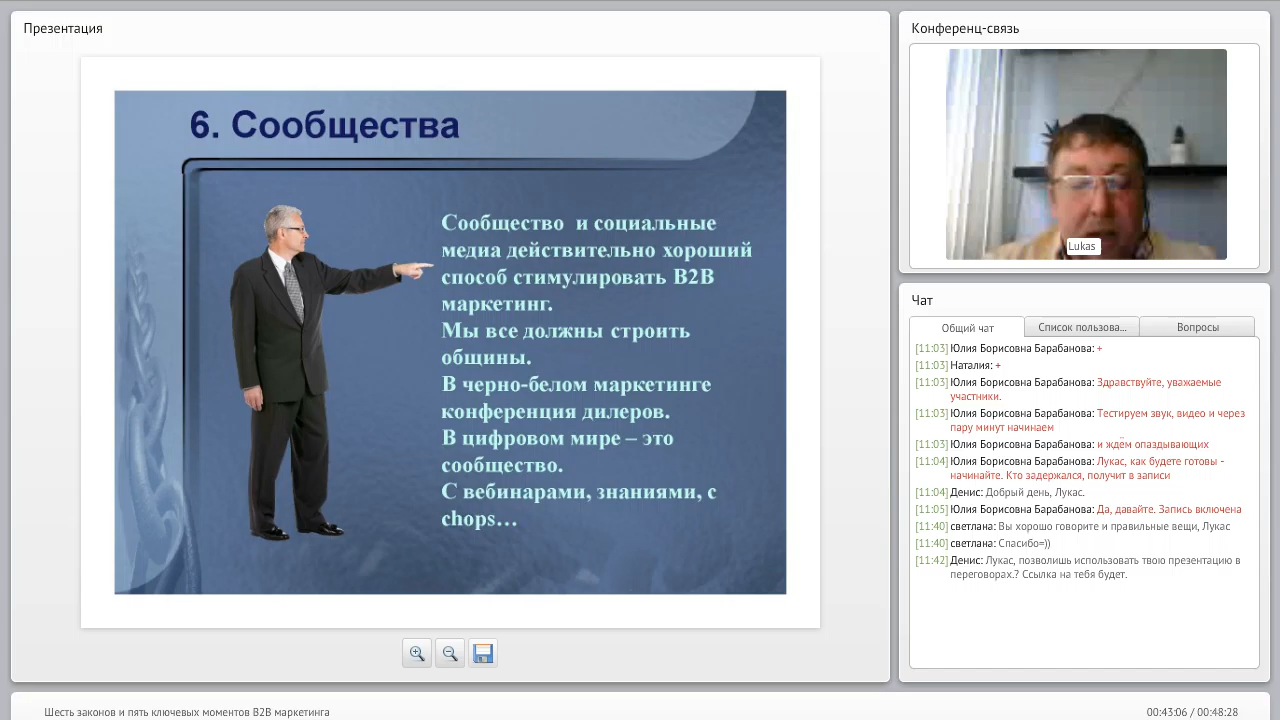 Презентация
6. Сообщества
Сообщество и социальные
медиа действительно хороший
способ стимулировать B2B
маркетинг.
Мы все должны строить
общины.
В черно-белом маркетинге
конференция дилеров.
В цифровом мире – это
сообщество.
С вебинарами, знаниями, с
chops…
Конференц-связь
Lukas
Чат
Общий чат
Список пользова...
Вопросы
[11:03] Юлия Борисовна Барабанова: +
[11:03] Наталия: +
[11:03] Юлия Борисовна Барабанова: Здравствуйте, уважаемые
участники.
[11:03] Юлия Борисовна Барабанова: Тестируем звук, видео и через
пару минут начинаем
[11:03] Юлия Борисовна Барабанова: и ждём опаздывающих
[11:04] Юлия Борисовна Барабанова: Лукас, как будете готовы -
начинайте. Кто задержался, получит в записи
[11:04] Денис: Добрый день, Лукас.
[11:05] Юлия Борисовна Барабанова: Да, давайте. Запись включена
[11:40] светлана: Вы хорошо говорите и правильные вещи, Лукас
[11:40] светлана: Спасибо=))
[11:42] Денис: Лукас, позволишь использовать твою презентацию в
переговорах.? Ссылка на тебя будет.
Шесть законов и пять ключевых моментов B2B маркетинга
00:43:06 / 00:48:28